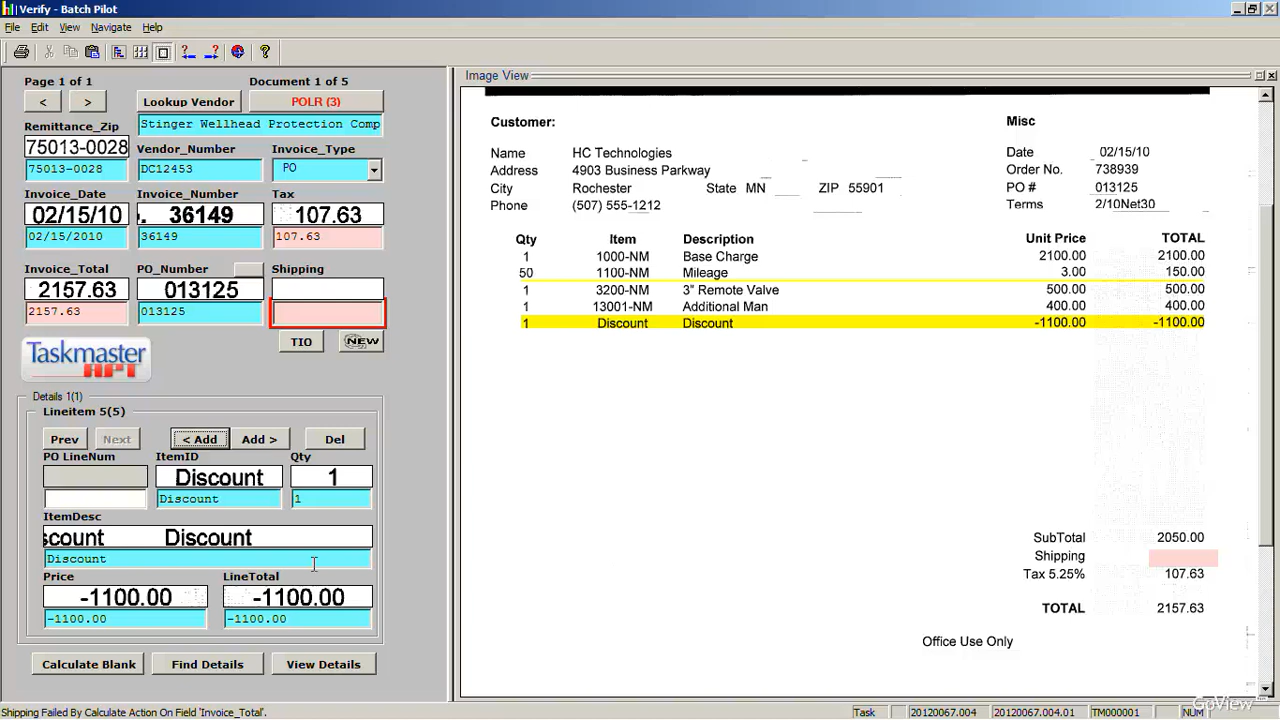 Verify - Batch Pilot
File Edit View Navigate Help
Page 1 of 1 Document 1 of 5
< > Lookup Vendor POLR (3)
Remittance_Zip Stinger Wellhead Protection Comp
75013-0028 Vendor_Number Invoice_Type
75013-0028 DC12453 PO
Invoice_Date Invoice_Number Tax
02/15/10 . 36149 107.63
02/15/2010 36149 107.63
Invoice_Total PO_Number Shipping
2157.63 013125
2157.63 013125
TIO NEW
Taskmaster
Details 1(1)
Lineitem 5(5)
Prev Next < Add Add > Del
PO LineNum ItemID Qty
Discount 1
Discount 1
ItemDesc
scount Discount
Discount
Price LineTotal
-1100.00 -1100.00
-1100.00 -1100.00
Calculate Blank Find Details View Details
Image View
Customer: Misc
Name HC Technologies Date 02/15/10
Address 4903 Business Parkway Order No. 738939
City Rochester State MN ZIP 55901 PO # 013125
Phone (507) 555-1212 Terms 2/10Net30
Qty Item Description Unit Price TOTAL
1 1000-NM Base Charge 2100.00 2100.00
50 1100-NM Mileage 3.00 150.00
1 3200-NM 3" Remote Valve 500.00 500.00
1 13001-NM Additional Man 400.00 400.00
1 Discount Discount -1100.00 -1100.00
SubTotal 2050.00
Shipping
Tax 5.25% 107.63
TOTAL 2157.63
Office Use Only
GoView
Shipping Failed By Calculate Action On Field 'Invoice_Total'. Task 20120067.004 20120067.004.01 TM000001 NUM